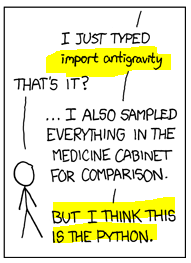 I JUST TYPED
import antigravity
THAT'S IT?
... I ALSO SAMPLED
EVERYTHING IN THE
MEDICINE CABINET
FOR COMPARISON.
BUT I THINK THIS
IS THE PYTHON.